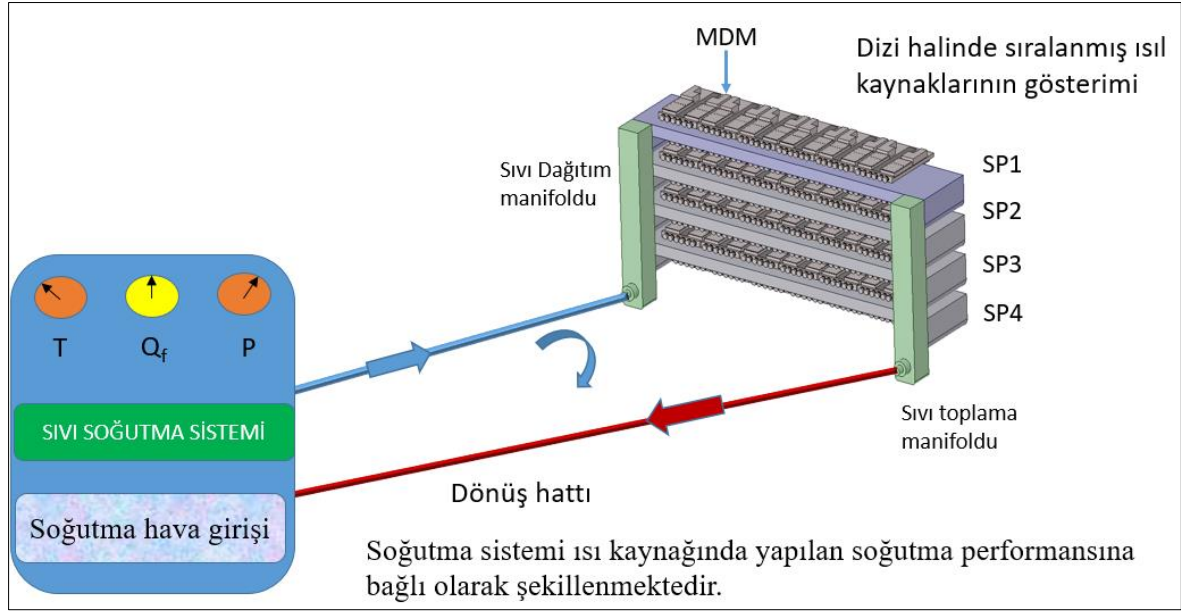 MDM
Dizi halinde sıralanmış ısıl
kaynaklarının gösterimi
Sıvı Dağıtım
manifoldu
SP1
SP2
SP3
SP4
T
Qf
P
SIVI SOĞUTMA SİSTEMİ
Sıvı toplama
manifoldu
Dönüş hattı
Soğutma hava girişi
Soğutma sistemi ısı kaynağında yapılan soğutma performansına
bağlı olarak şekillenmektedir.